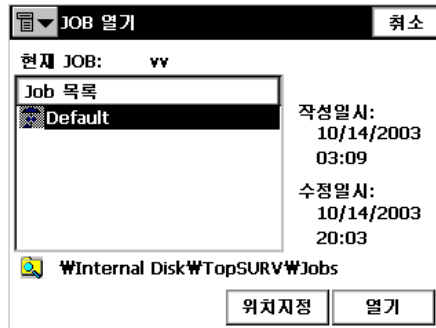 JOB 열기
취소
현재 JOB: vv
Job 목록
Default
작성일시:
10/14/2003
03:09
수정일시:
10/14/2003
20:03
₩Internal Disk₩TopSURV₩Jobs
위치지정
열기